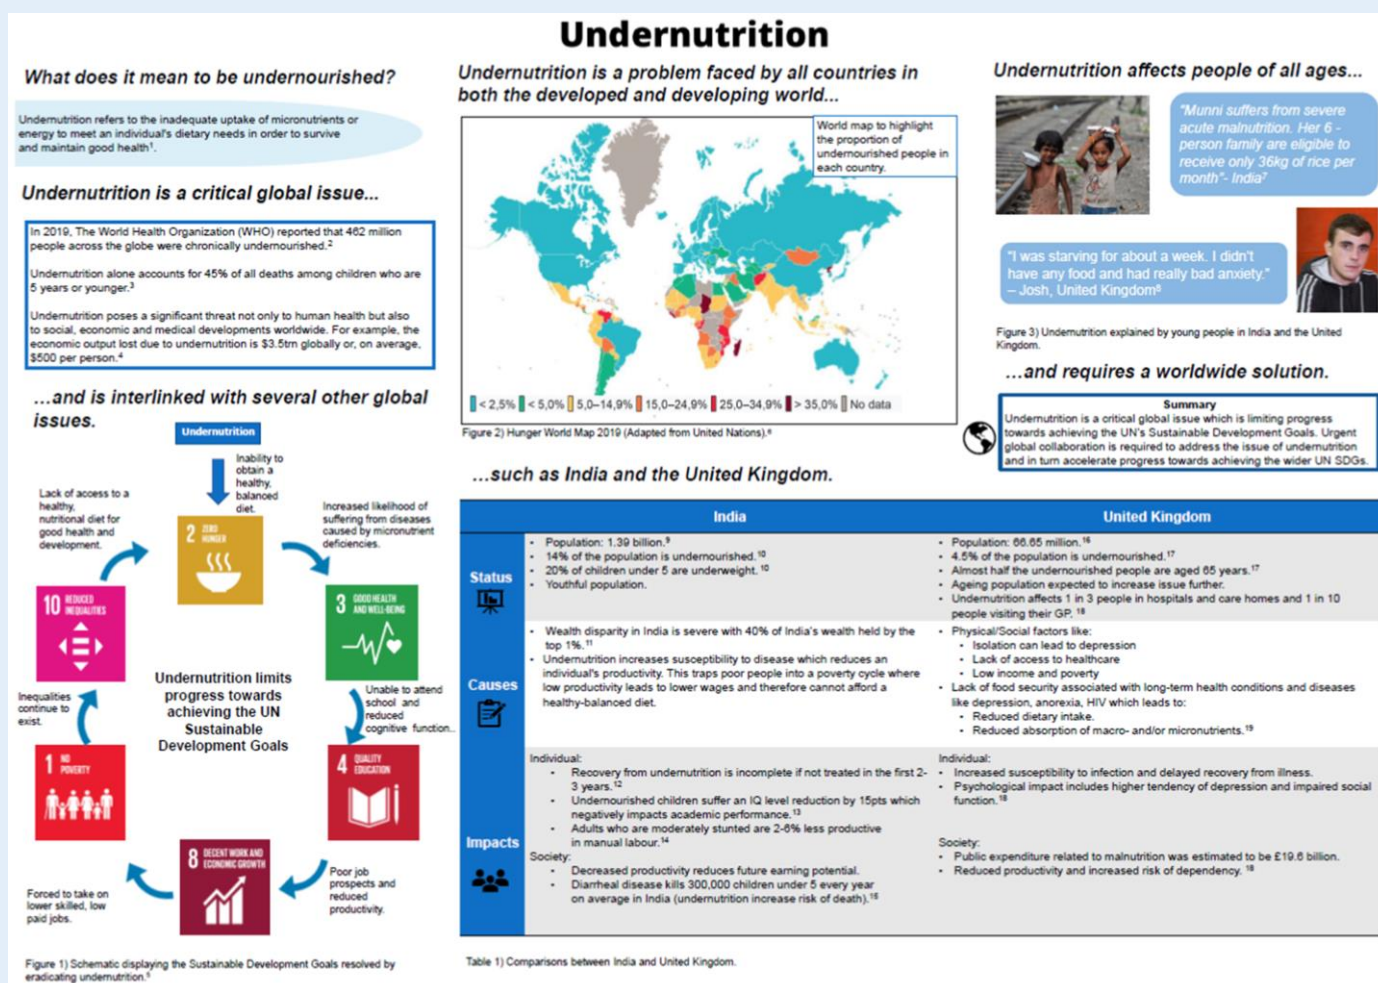 Undernutrition
What does it mean to be undernourished?
Undernutrition refers to the inadequate uptake of micronutrients or
energy to meet an individual's dietary needs in order to survive
and maintain good health¹.
Undernutrition is a critical global issue...
In 2019, The World Health Organization (WHO) reported that 462 million
people across the globe were chronically undernourished.²
Undernutrition alone accounts for 45% of all deaths among children who are
5 years or younger.³
Undernutrition poses a significant threat not only to human health but also
to social, economic and medical developments worldwide. For example, the
economic output lost due to undernutrition is $3.5trn globally or, on average,
$500 per person.⁴
...and is interlinked with several other global
issues.
Undernutrition
Inability to
obtain a
healthy,
balanced
diet.
Lack of access to a
healthy,
nutritional diet for
good health and
development.
2 ZERO
HUNGER
Increased likelihood of
suffering from diseases
caused by micronutrient
deficiencies.
10 REDUCED
INEQUALITIES
3 GOOD HEALTH
AND WELL-BEING
Undernutrition limits
progress towards
achieving the UN
Sustainable
Development Goals
Inequalities
continue to
exist.
Unable to attend
school and
reduced
cognitive function..
1 NO
POVERTY
4 QUALITY
EDUCATION
8 DECENT WORK AND
ECONOMIC GROWTH
Forced to take on
lower skilled, low
paid jobs.
Poor job
prospects and
reduced
productivity.
Figure 1) Schematic displaying the Sustainable Development Goals resolved by
eradicating undernutrition.⁵
Undernutrition is a problem faced by all countries in
both the developed and developing world...
World map to highlight
the proportion of
undernourished people in
each country.
< 2,5% < 5,0% 5,0–14,9% 15,0–24,9% 25,0–34,9% > 35,0% No data
Figure 2) Hunger World Map 2019 (Adapted from United Nations).⁶
...such as India and the United Kingdom.
Undernutrition affects people of all ages...
"Munni suffers from severe
acute malnutrition. Her 6 -
person family are eligible to
receive only 36kg of rice per
month"- India⁷
"I was starving for about a week. I didn't
have any food and had really bad anxiety."
– Josh, United Kingdom⁸
Figure 3) Undernutrition explained by young people in India and the United
Kingdom.
...and requires a worldwide solution.
Summary
Undernutrition is a critical global issue which is limiting progress
towards achieving the UN's Sustainable Development Goals. Urgent
global collaboration is required to address the issue of undernutrition
and in turn accelerate progress towards achieving the wider UN SDGs.
India
United Kingdom
Status
• Population: 1.39 billion.⁹
• 14% of the population is undernourished.¹⁰
• 20% of children under 5 are underweight. ¹⁰
• Youthful population.
• Population: 66.65 million.¹⁶
• 4.5% of the population is undernourished.¹⁷
• Almost half the undernourished people are aged 65 years.¹⁷
• Ageing population expected to increase issue further.
• Undernutrition affects 1 in 3 people in hospitals and care homes and 1 in 10
people visiting their GP. ¹⁸
Causes
• Wealth disparity in India is severe with 40% of India's wealth held by the
top 1%.¹¹
• Undernutrition increases susceptibility to disease which reduces an
individual's productivity. This traps poor people into a poverty cycle where
low productivity leads to lower wages and therefore cannot afford a
healthy-balanced diet.
• Physical/Social factors like:
• Isolation can lead to depression
• Lack of access to healthcare
• Low income and poverty
• Lack of food security associated with long-term health conditions and diseases
like depression, anorexia, HIV which leads to:
• Reduced dietary intake.
• Reduced absorption of macro- and/or micronutrients.¹⁹
Impacts
Individual:
• Recovery from undernutrition is incomplete if not treated in the first 2-
3 years.¹²
• Undernourished children suffer an IQ level reduction by 15pts which
negatively impacts academic performance.¹³
• Adults who are moderately stunted are 2-6% less productive
in manual labour.¹⁴
Society:
• Decreased productivity reduces future earning potential.
• Diarrheal disease kills 300,000 children under 5 every year
on average in India (undernutrition increase risk of death).¹⁵
Individual:
• Increased susceptibility to infection and delayed recovery from illness.
• Psychological impact includes higher tendency of depression and impaired social
function.¹⁸
Society:
• Public expenditure related to malnutrition was estimated to be £19.6 billion.
• Reduced productivity and increased risk of dependency. ¹⁸
Table 1) Comparisons between India and United Kingdom.